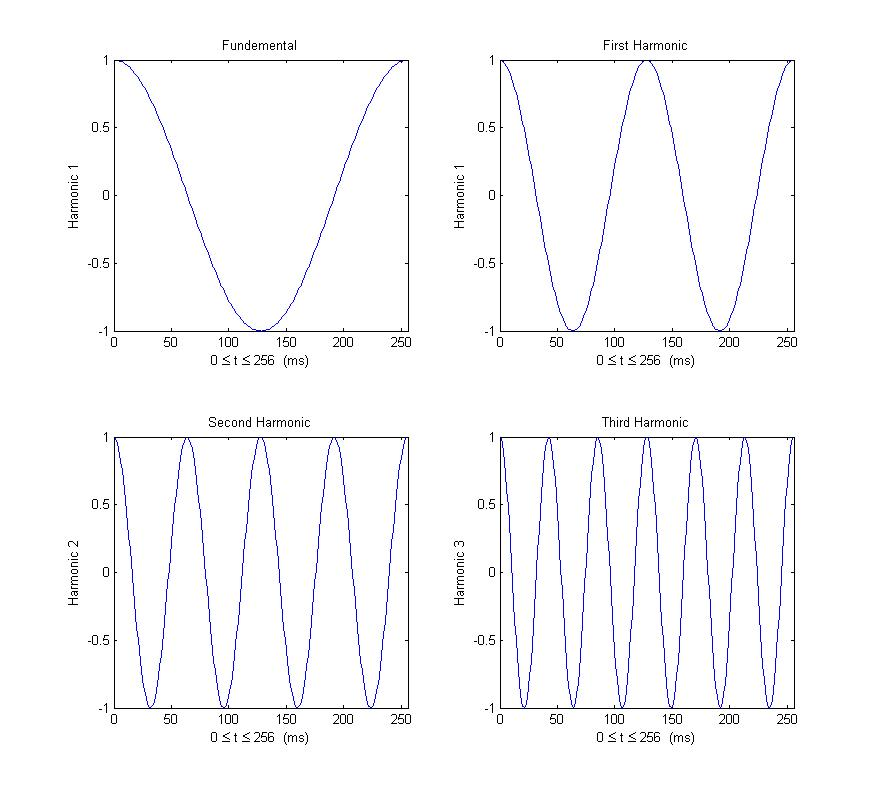 Fundemental
1
0.5
0
-0.5
-1
Harmonic 1
0 50 100 150 200 250
0 ≤ t ≤ 256 (ms)
First Harmonic
1
0.5
0
-0.5
-1
Harmonic 1
0 50 100 150 200 250
0 ≤ t ≤ 256 (ms)
Second Harmonic
1
0.5
0
-0.5
-1
Harmonic 2
0 50 100 150 200 250
0 ≤ t ≤ 256 (ms)
Third Harmonic
1
0.5
0
-0.5
-1
Harmonic 3
0 50 100 150 200 250
0 ≤ t ≤ 256 (ms)